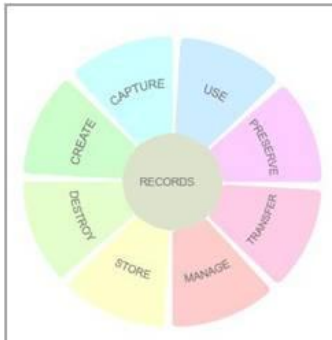 CAPTURE
USE
PRESERVE
TRANSFER
MANAGE
STORE
DESTROY
CREATE
RECORDS